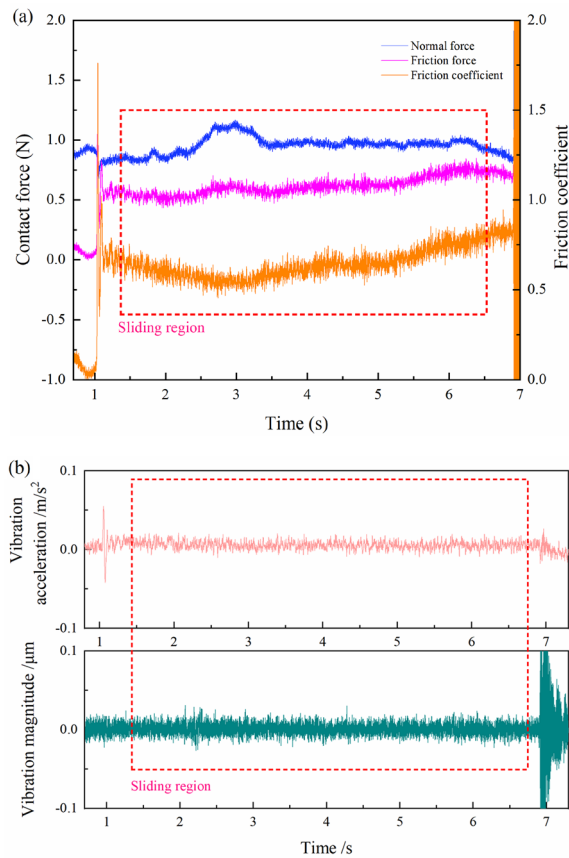 (a)
2.0
1.5
1.0
0.5
0.0
-0.5
-1.0
Contact force (N)
Normal force
Friction force
Friction coefficient
2.0
1.5
1.0
0.5
0.0
Friction coefficient
Sliding region
1 2 3 4 5 6 7
Time (s)
(b)
0.1
0.0
-0.1
Vibration
acceleration /m/s²
1 2 3 4 5 6 7
0.1
0.0
-0.1
Vibration magnitude /μm
Sliding region
1 2 3 4 5 6 7
Time /s